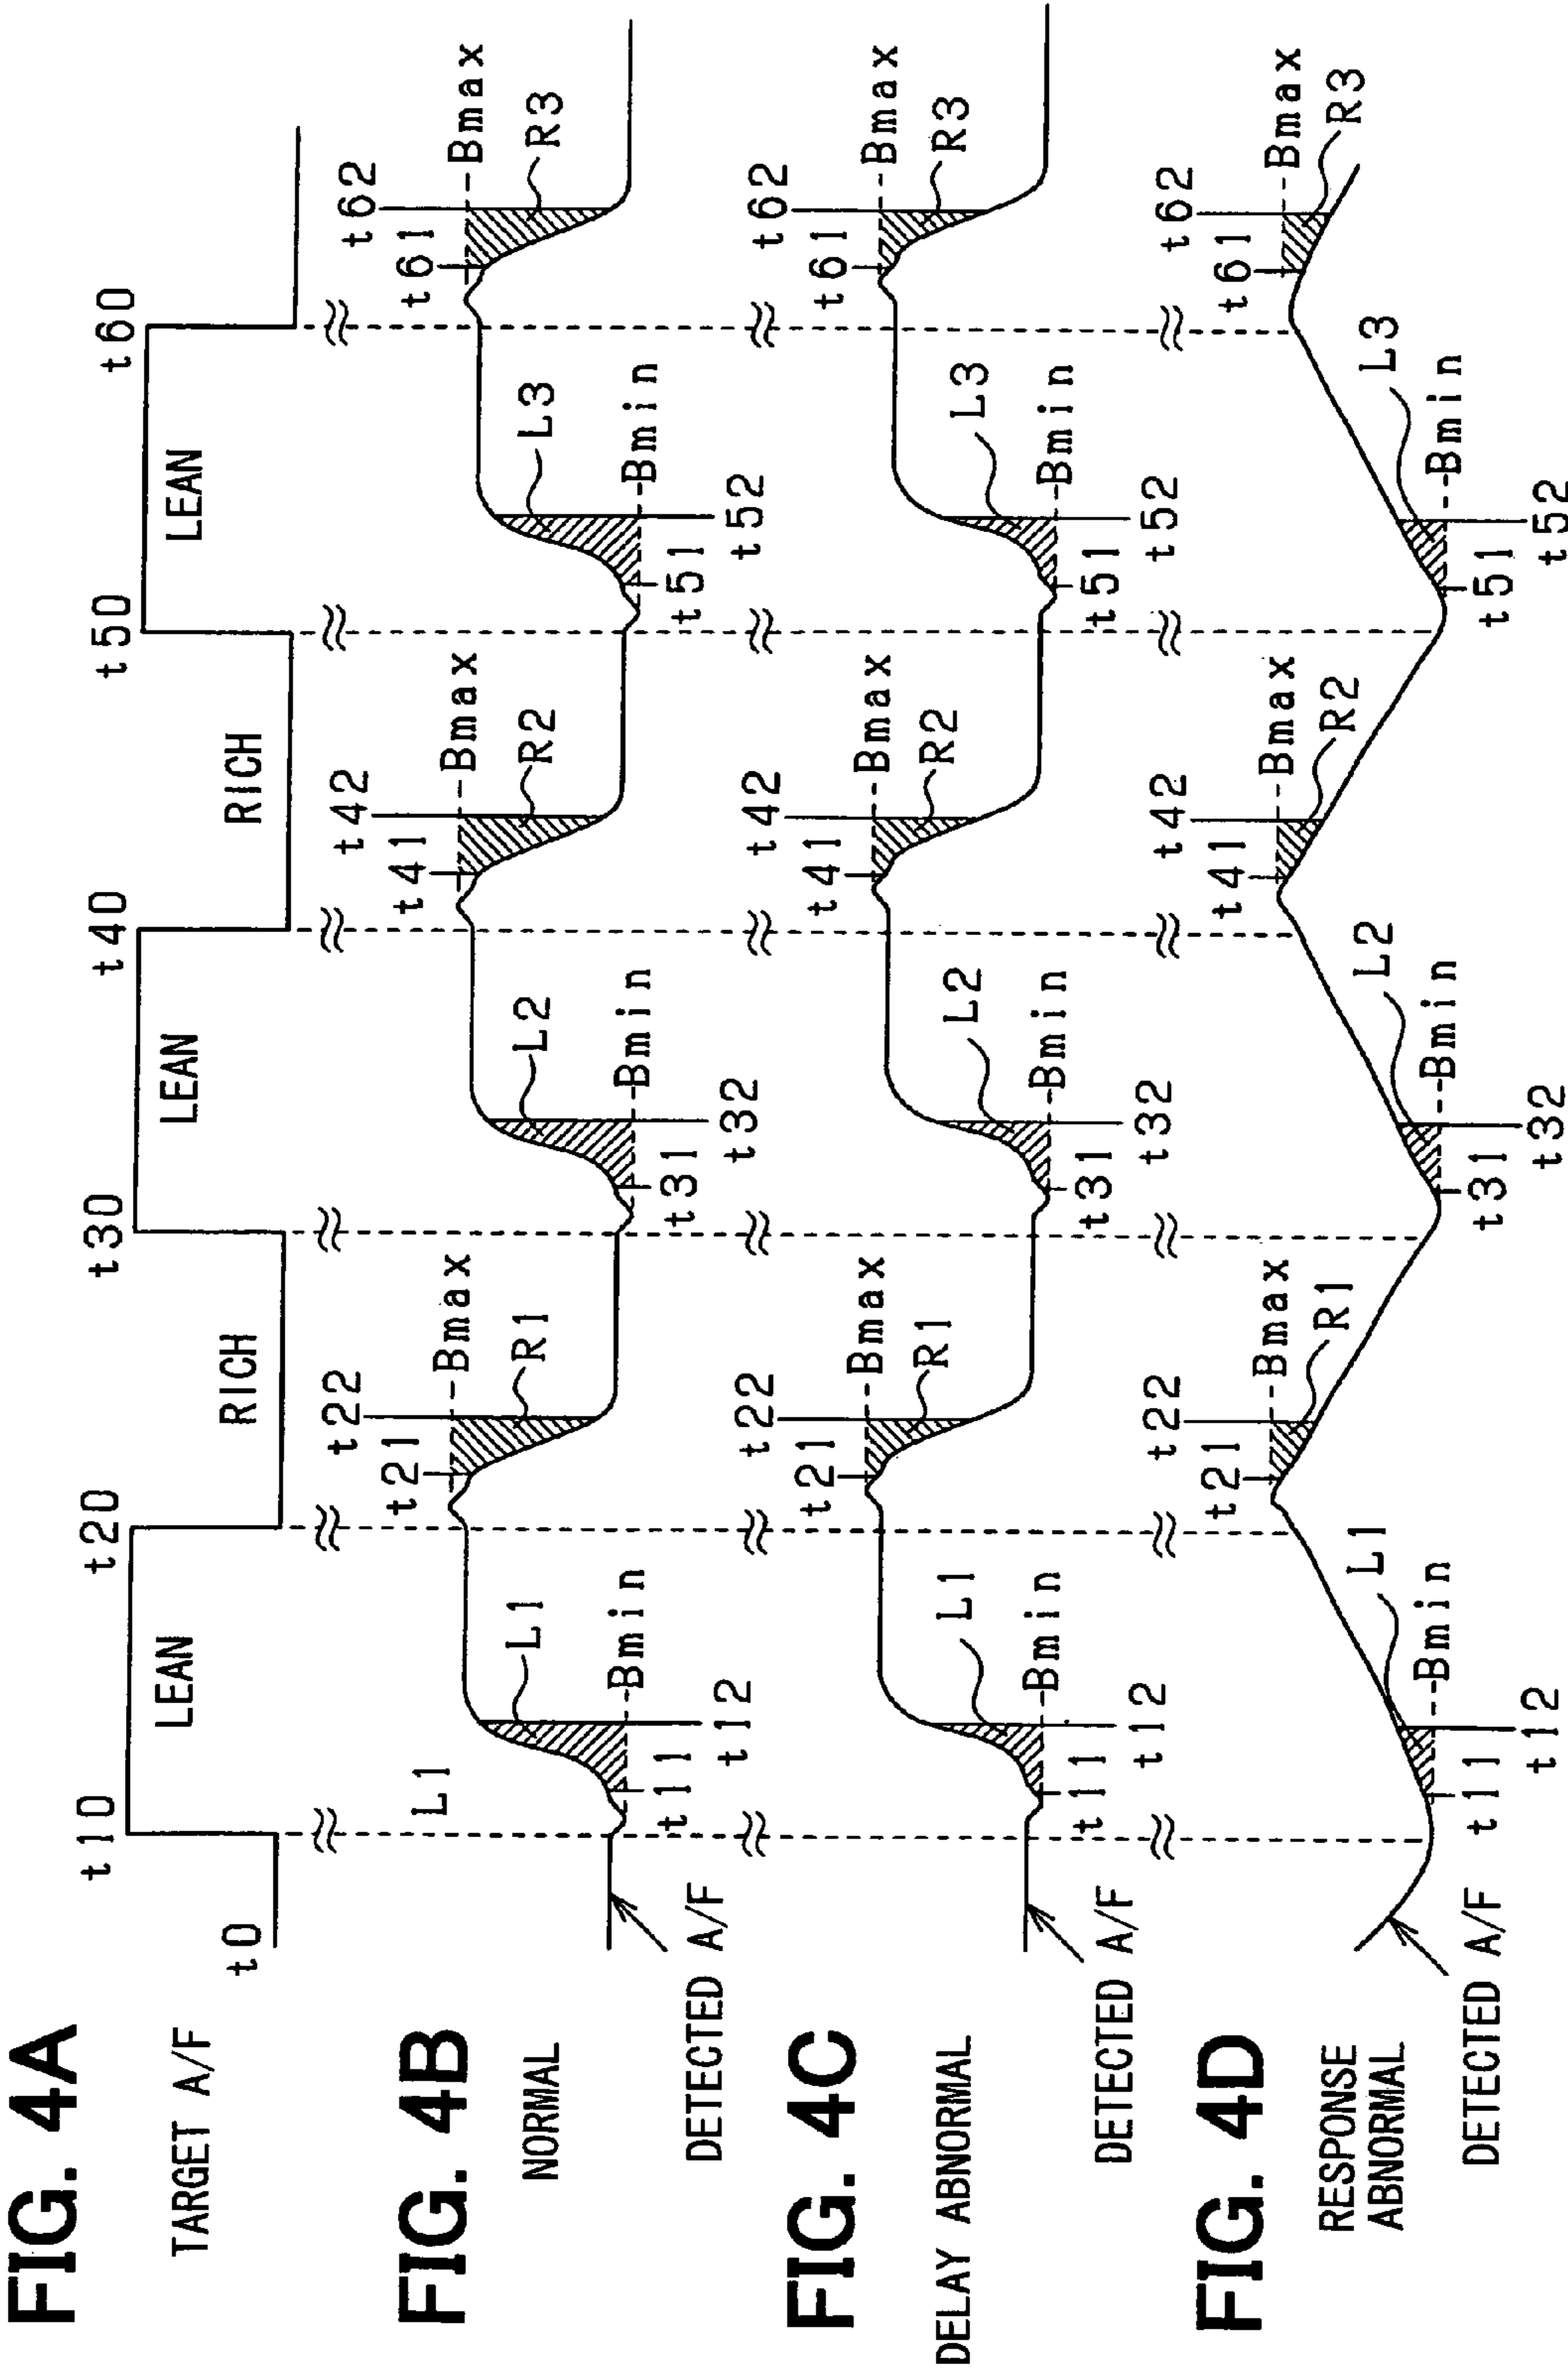 FIG. 4A
TARGET A/F
t0
t10
LEAN
t20
RICH
t30
LEAN
t40
RICH
t50
LEAN
t60
FIG. 4B
NORMAL
DETECTED A/F
L1
t11
t12
L1
Bmin
t21
t22
Bmax
R1
t31
t32
L2
Bmin
t41
t42
Bmax
R2
t51
t52
L3
Bmin
t61
t62
Bmax
R3
FIG. 4C
DELAY ABNORMAL
DETECTED A/F
t11
t12
L1
Bmin
t21
t22
Bmax
R1
t31
t32
L2
Bmin
t41
t42
Bmax
R2
t51
t52
L3
Bmin
t61
t62
Bmax
R3
FIG. 4D
RESPONSE
ABNORMAL
DETECTED A/F
t11
t12
L1
Bmin
t21
t22
Bmax
R1
t31
t32
L2
Bmin
t41
t42
Bmax
R2
t51
t52
L3
Bmin
t61
t62
Bmax
R3